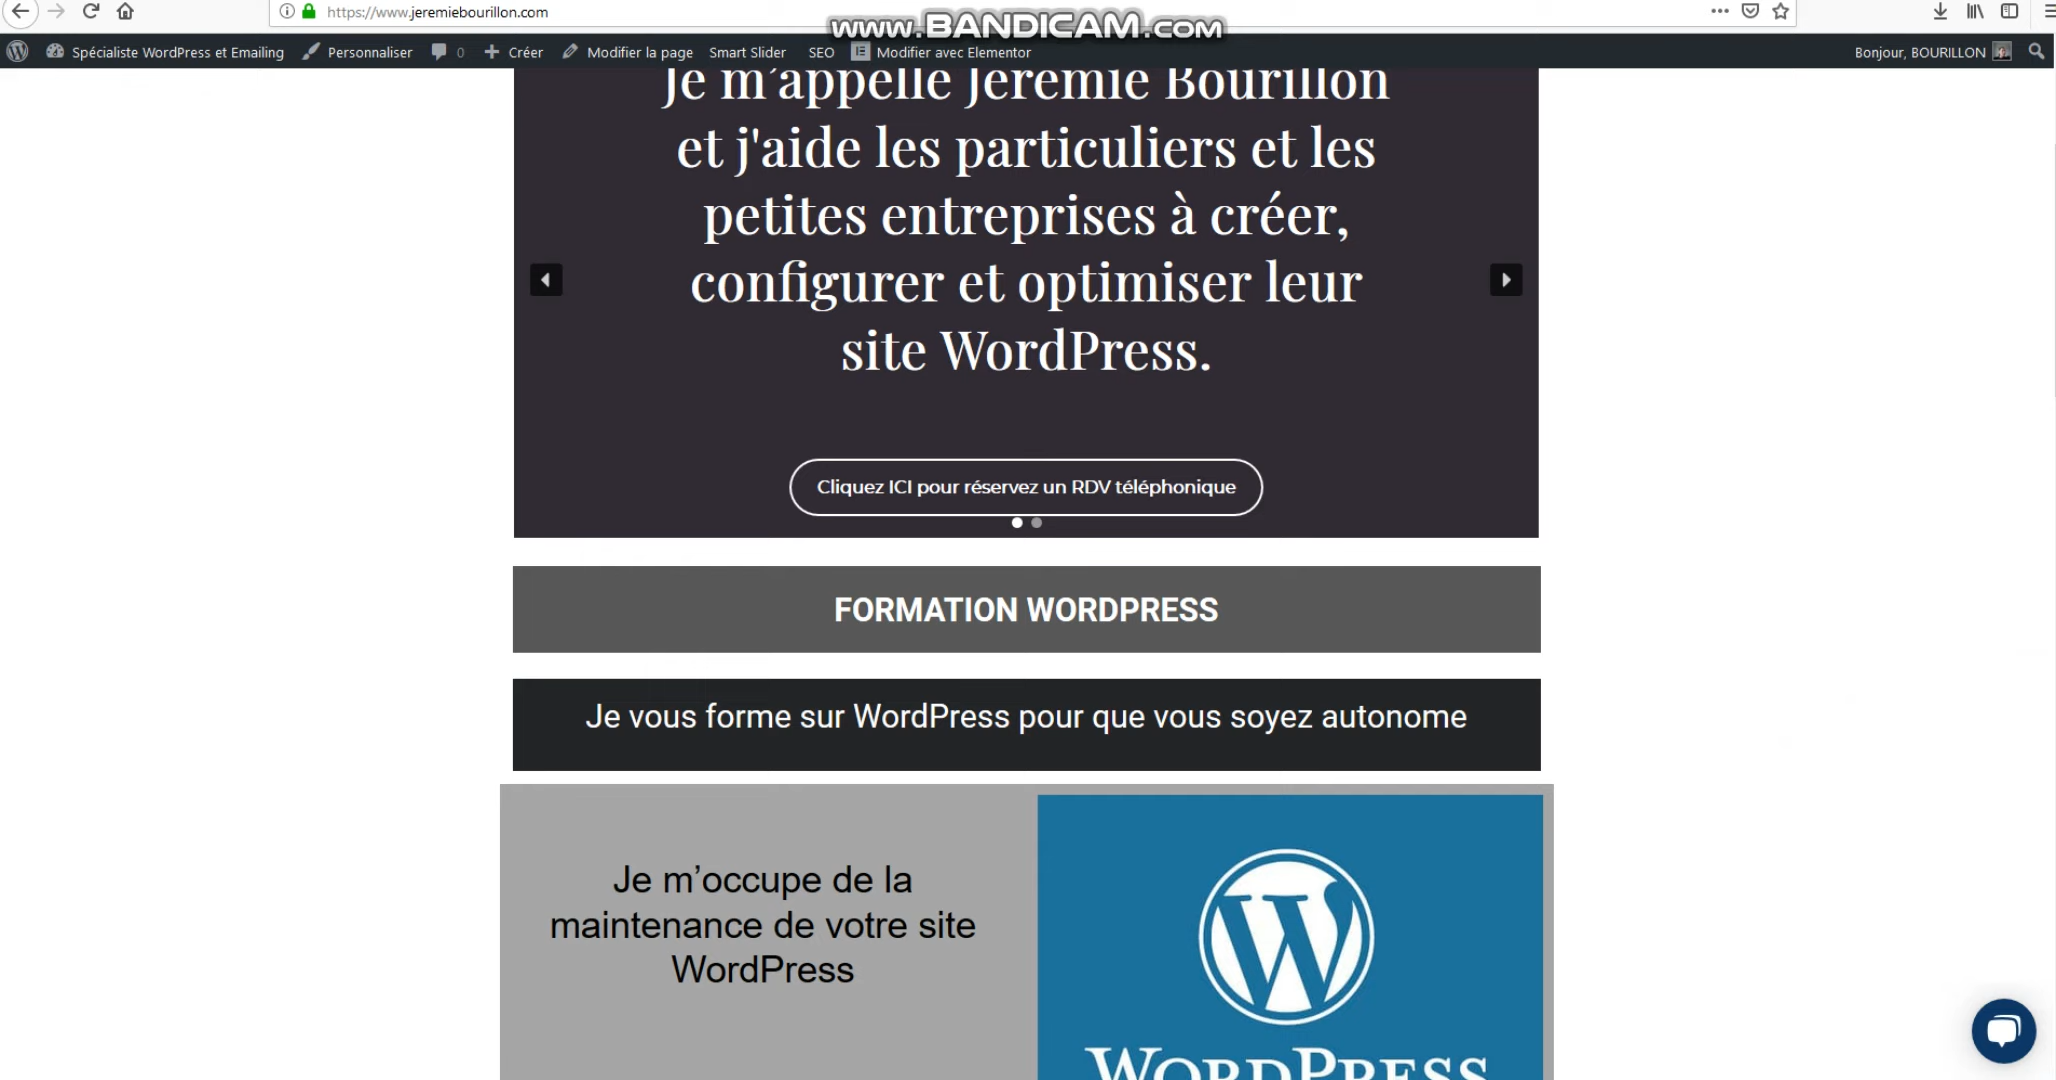 https://www.jeremiebourillon.com
www.BANDICAM.com
Spécialiste WordPress et Emailing Personnaliser 0 Créer Modifier la page Smart Slider SEO Modifier avec Elementor Bonjour, BOURILLON
Je m'appelle Jérémie Bourillon
et j'aide les particuliers et les
petites entreprises à créer,
configurer et optimiser leur
site WordPress.
Cliquez ICI pour réservez un RDV téléphonique
FORMATION WORDPRESS
Je vous forme sur WordPress pour que vous soyez autonome
Je m’occupe de la
maintenance de votre site
WordPress
WORDPRESS